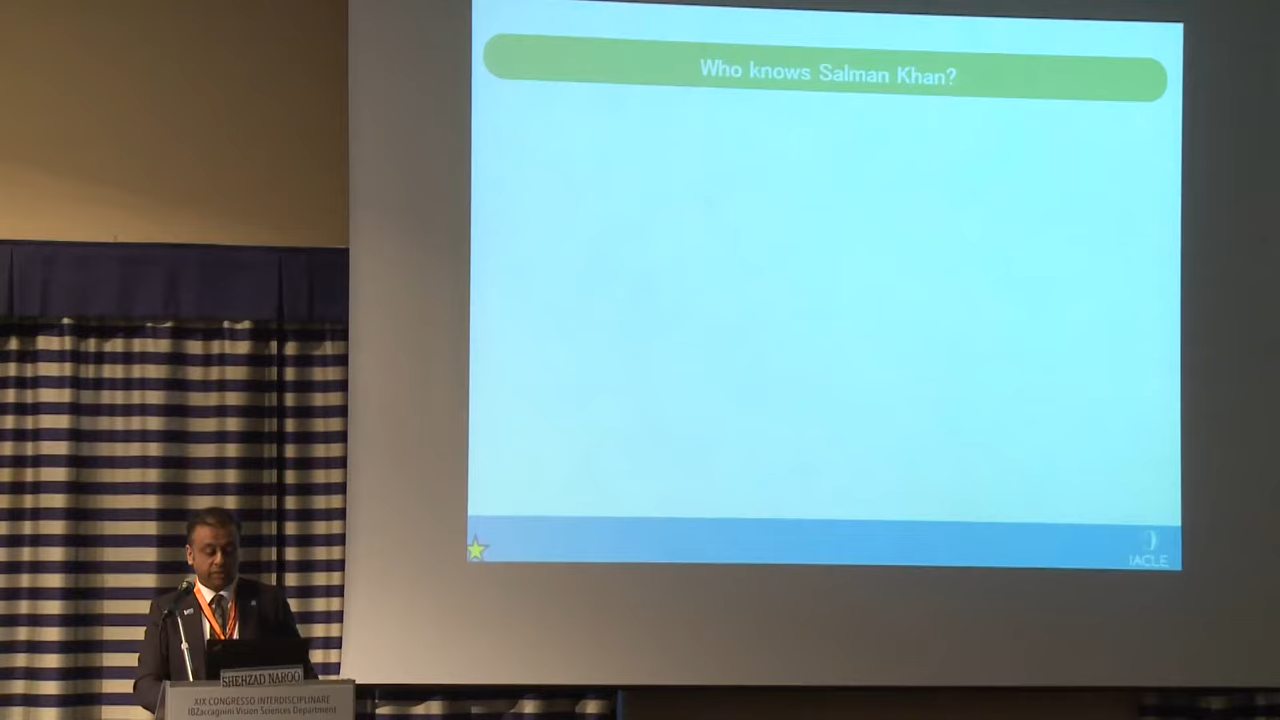 Who knows Salman Khan?
IACLE
SHEHZAD NAROO
XIX CONGRESSO INTERDISCIPLINARE
IBZaccagnini Vision Sciences Department